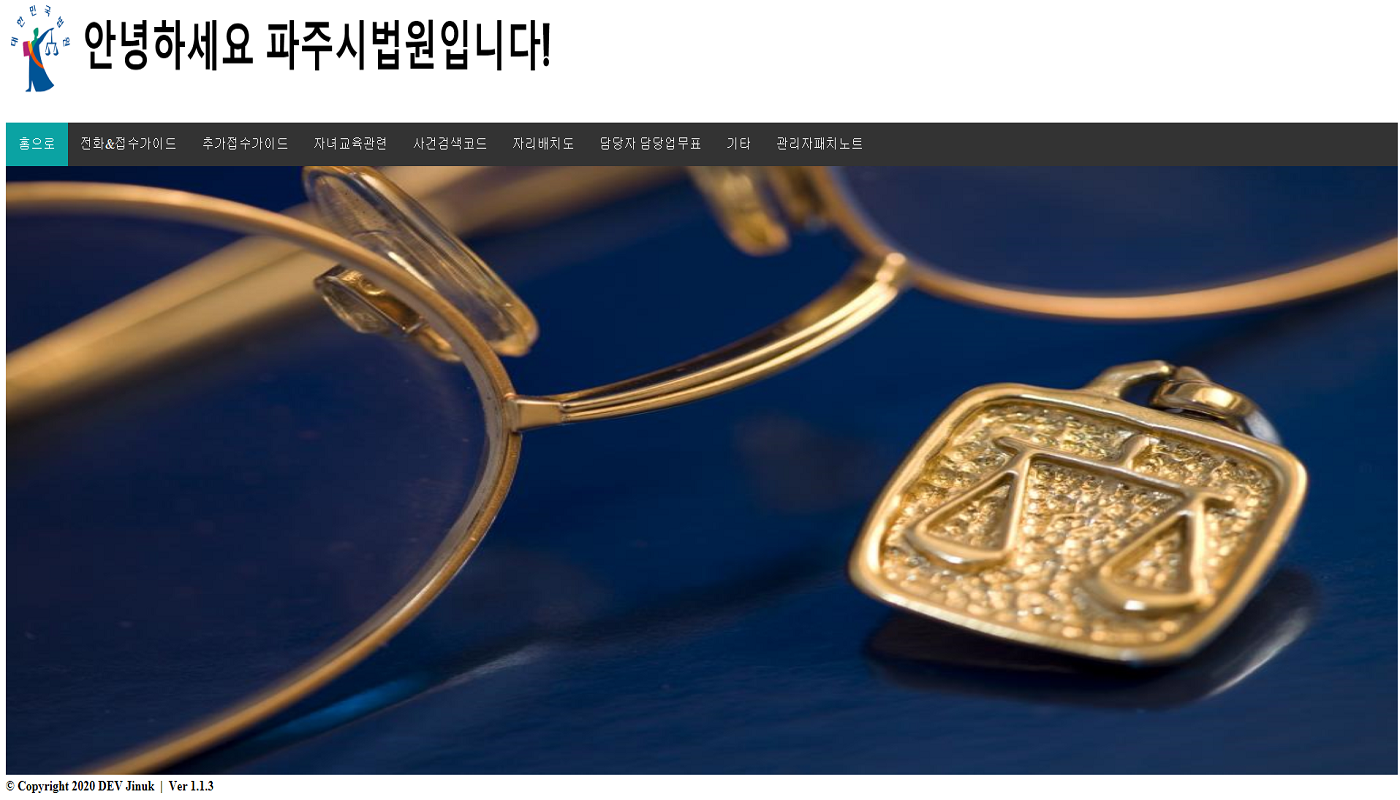 대한민국법원
안녕하세요 파주시법원입니다!
홈으로 전화&접수가이드 추가접수가이드 자녀교육관련 사건검색코드 자리배치도 담당자 담당업무표 기타 관리자패치노트
© Copyright 2020 DEV Jinuk | Ver 1.1.3